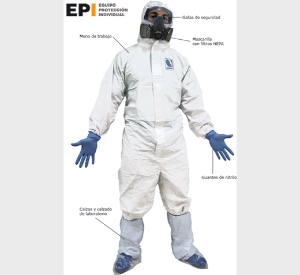 EPI EQUIPO
PROTECCIÓN
INDIVIDUAL
Gafas de seguridad
Mono de trabajo
Mascarilla
con filtros HEPA
Guantes de nitrilo
Calzas y calzado
de laboratorio